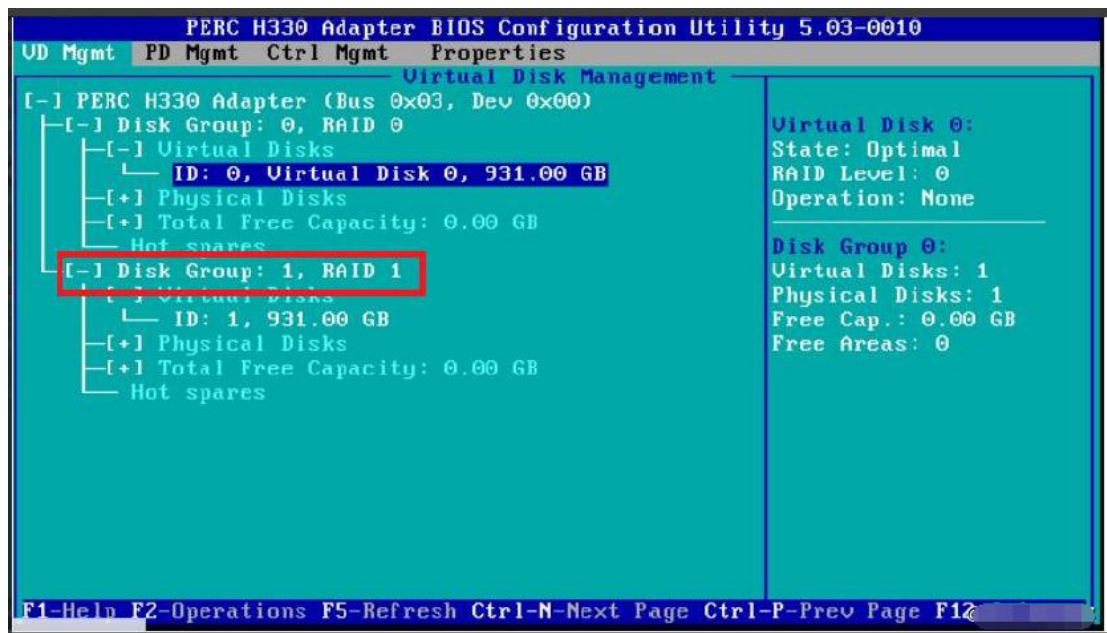 PERC H330 Adapter BIOS Configuration Utility 5.03-0010
VD Mgmt PD Mgmt Ctrl Mgmt Properties
Virtual Disk Management
[-] PERC H330 Adapter (Bus 0x03, Dev 0x00)
[-] Disk Group: 0, RAID 0
[-] Virtual Disks
ID: 0, Virtual Disk 0, 931.00 GB
[+] Physical Disks
[+] Total Free Capacity: 0.00 GB
Hot spares
[-] Disk Group: 1, RAID 1
[-] Virtual Disks
ID: 1, 931.00 GB
[+] Physical Disks
[+] Total Free Capacity: 0.00 GB
Hot spares
Virtual Disk 0:
State: Optimal
RAID Level: 0
Operation: None
Disk Group 0:
Virtual Disks: 1
Physical Disks: 1
Free Cap.: 0.00 GB
Free Areas: 0
F1-Help F2-Operations F5-Refresh Ctrl-N-Next Page Ctrl-P-Prev Page F12